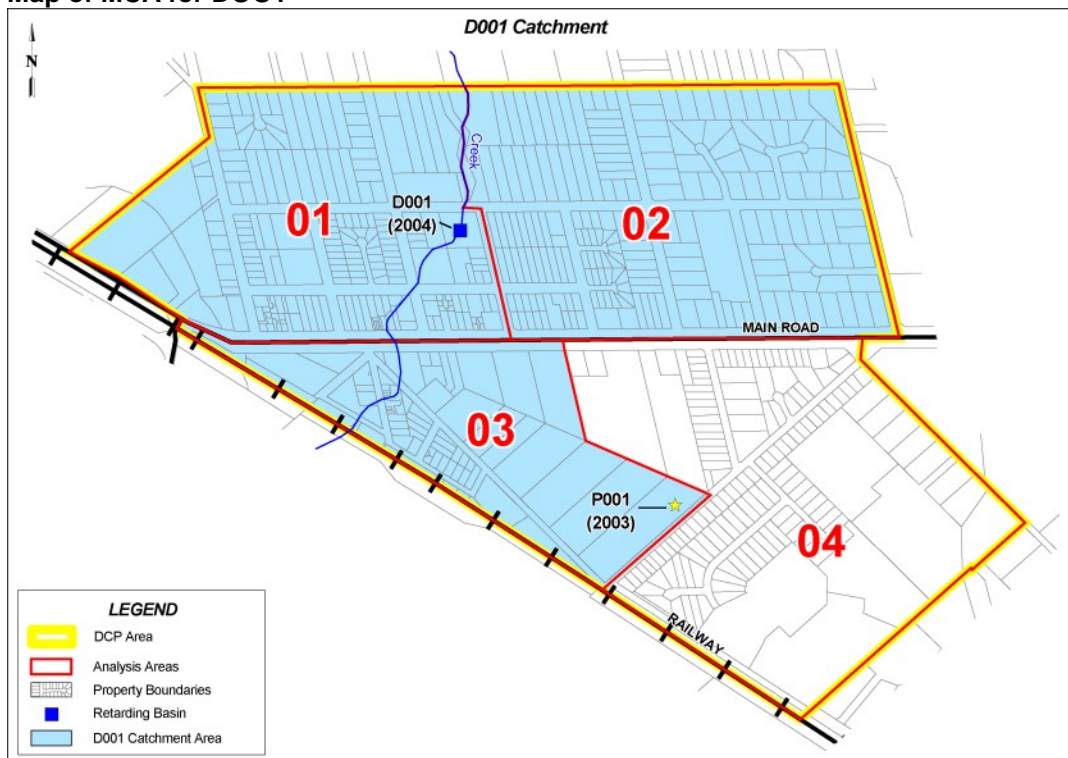 D001 Catchment
N
Creek
01
D001
(2004)
02
MAIN ROAD
03
P001
(2003)
04
RAILWAY
LEGEND
DCP Area
Analysis Areas
Property Boundaries
Retarding Basin
D001 Catchment Area